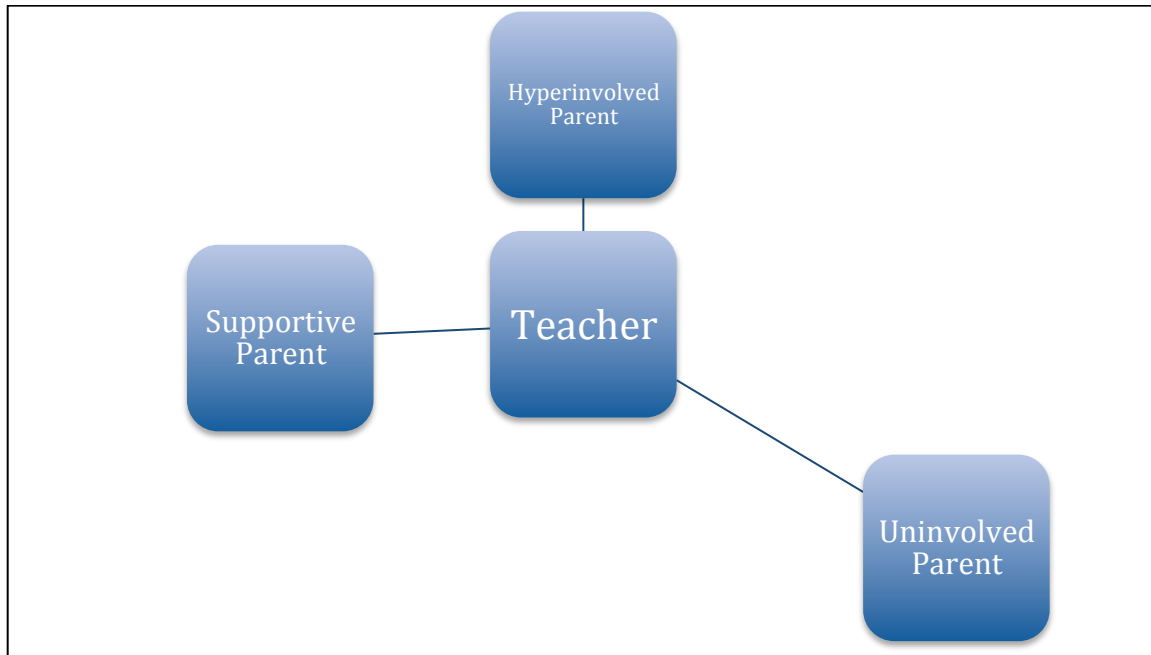 Hyperinvolved
Parent
Supportive
Parent
Teacher
Uninvolved
Parent